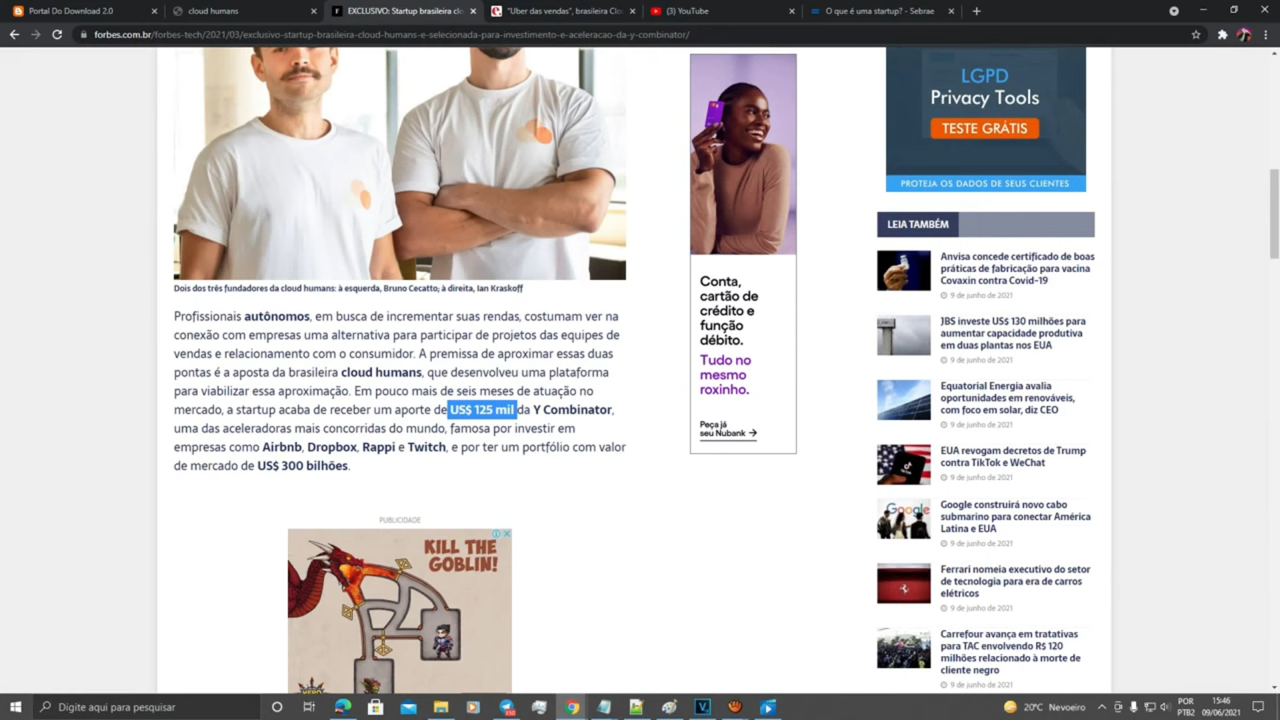 Portal Do Download 2.0
cloud humans
EXCLUSIVO: Startup brasileira clo
"Uber das vendas", brasileira Clo
(3) YouTube
O que é uma startup? - Sebrae
forbes.com.br/forbes-tech/2021/03/exclusivo-startup-brasileira-cloud-humans-e-selecionada-para-investimento-e-aceleracao-da-y-combinator/
Dois dos três fundadores da cloud humans: à esquerda, Bruno Cecatto; à direita, Ian Kraskoff
Profissionais autônomos, em busca de incrementar suas rendas, costumam ver na
conexão com empresas uma alternativa para participar de projetos das equipes de
vendas e relacionamento com o consumidor. A premissa de aproximar essas duas
pontas é a aposta da brasileira cloud humans, que desenvolveu uma plataforma
para viabilizar essa aproximação. Em pouco mais de seis meses de atuação no
mercado, a startup acaba de receber um aporte de US$ 125 mil da Y Combinator,
uma das aceleradoras mais concorridas do mundo, famosa por investir em
empresas como Airbnb, Dropbox, Rappi e Twitch, e por ter um portfólio com valor
de mercado de US$ 300 bilhões.
PUBLICIDADE
KILL THE
GOBLIN!
HERO
Conta,
cartão de
crédito e
função
débito.
Tudo no
mesmo
roxinho.
Peça já
seu Nubank →
LGPD
Privacy Tools
TESTE GRÁTIS
PROTEJA OS DADOS DE SEUS CLIENTES
LEIA TAMBÉM
Anvisa concede certificado de boas
práticas de fabricação para vacina
Covaxin contra Covid-19
9 de junho de 2021
JBS investe US$ 130 milhões para
aumentar capacidade produtiva
em duas plantas nos EUA
9 de junho de 2021
Equatorial Energia avalia
oportunidades em renováveis,
com foco em solar, diz CEO
9 de junho de 2021
EUA revogam decretos de Trump
contra TikTok e WeChat
9 de junho de 2021
Google
Google construirá novo cabo
submarino para conectar América
Latina e EUA
9 de junho de 2021
Ferrari nomeia executivo do setor
de tecnologia para era de carros
elétricos
9 de junho de 2021
Carrefour avança em tratativas
para TAC envolvendo R$ 120
milhões relacionado à morte de
cliente negro
9 de junho de 2021
Digite aqui para pesquisar
20°C Nevoeiro
POR
PTB2
15:46
09/06/2021